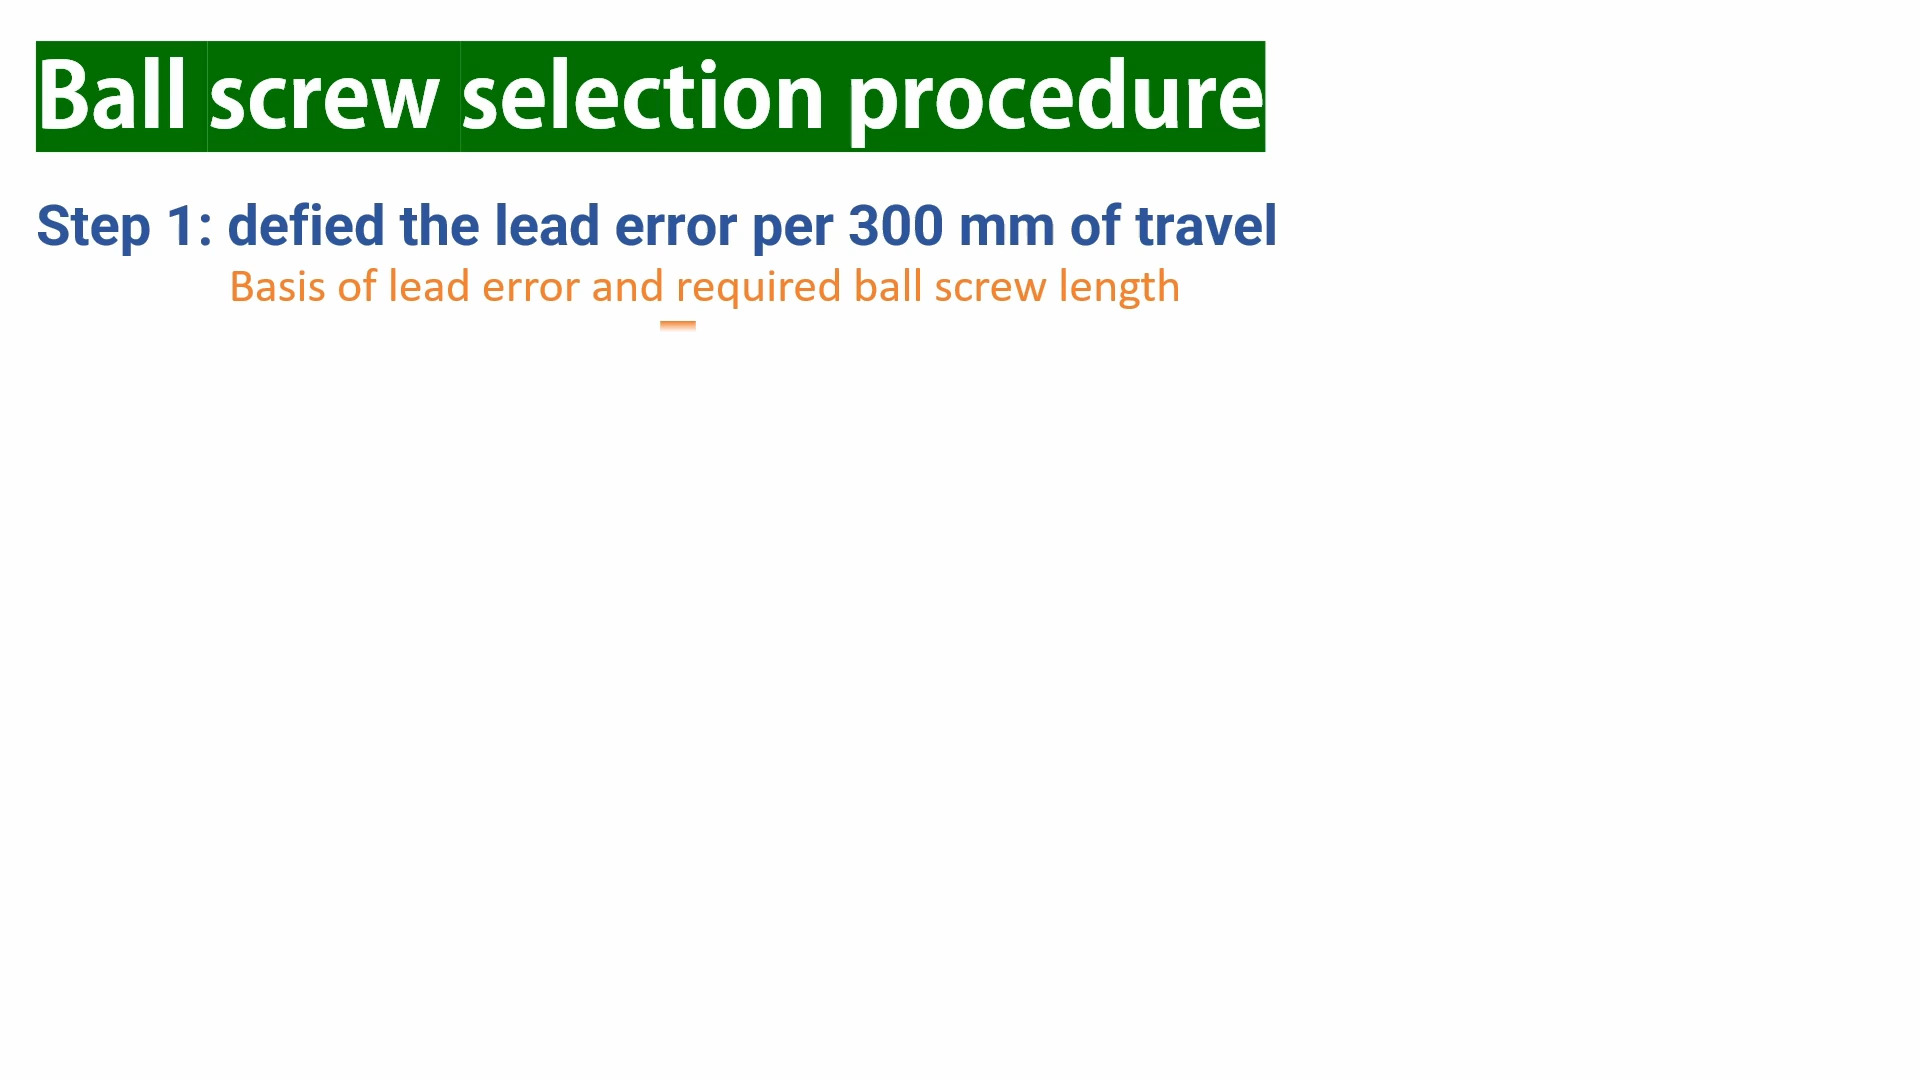 Ball screw selection procedure
Step 1: defied the lead error per 300 mm of travel
Basis of lead error and required ball screw length